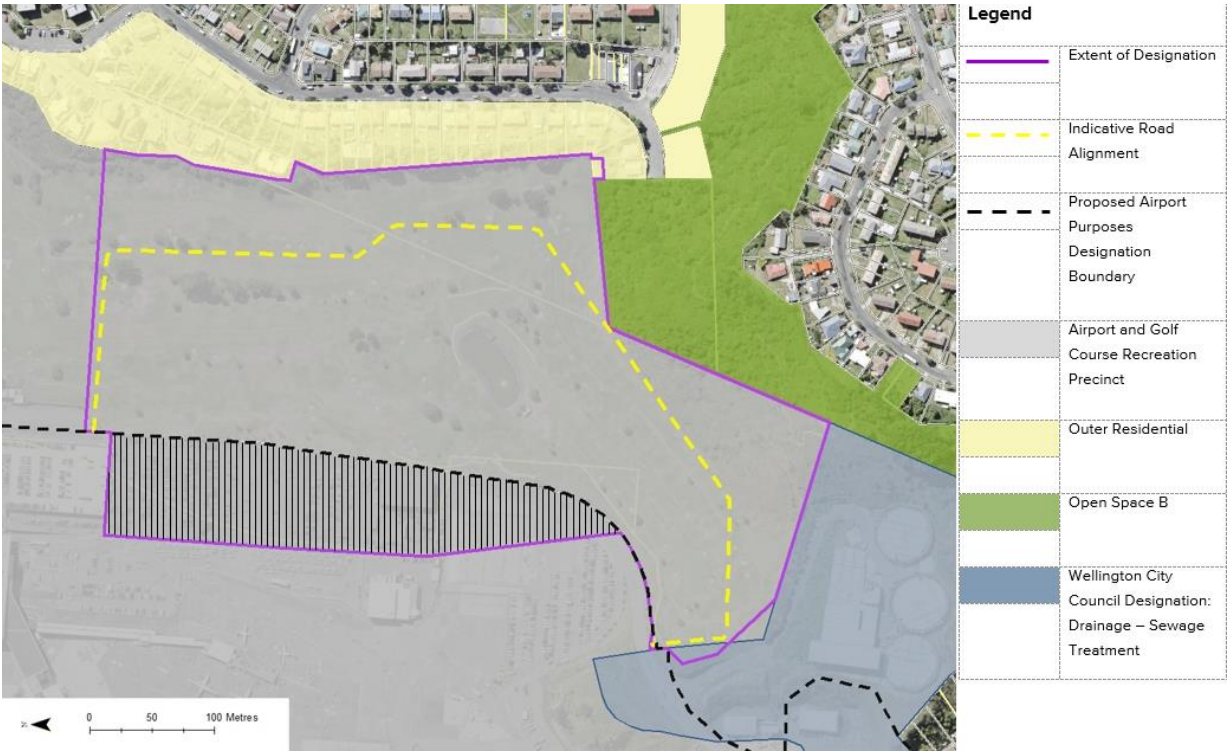 Legend
Extent of Designation
Indicative Road
Alignment
Proposed Airport
Purposes
Designation
Boundary
Airport and Golf
Course Recreation
Precinct
Outer Residential
Open Space B
Wellington City
Council Designation:
Drainage – Sewage
Treatment
N
0 50 100 Metres